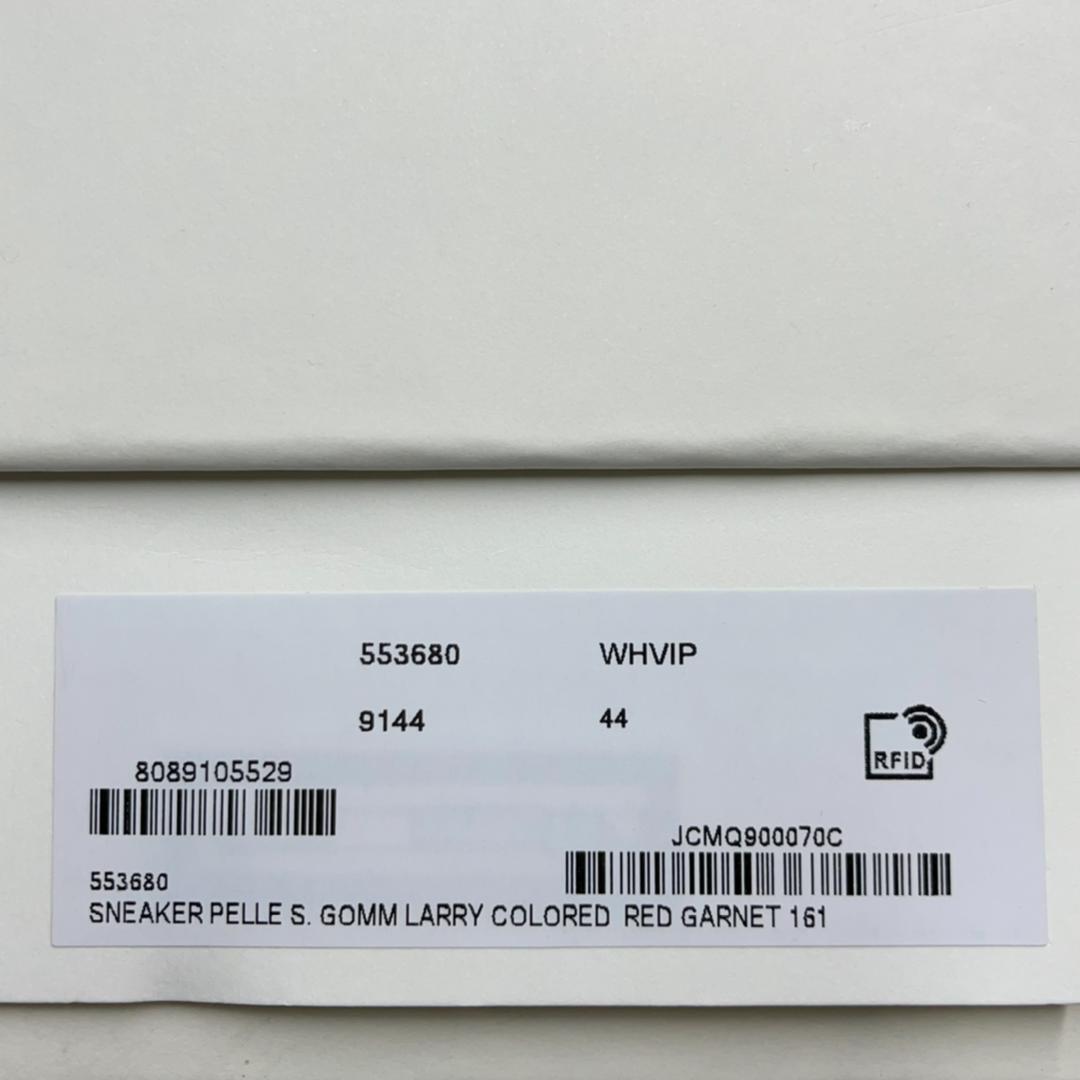 553680 WHVIP
9144 44
RFID
8089105529
JCMQ900070C
553680
SNEAKER PELLE S. GOMM LARRY COLORED RED GARNET 161